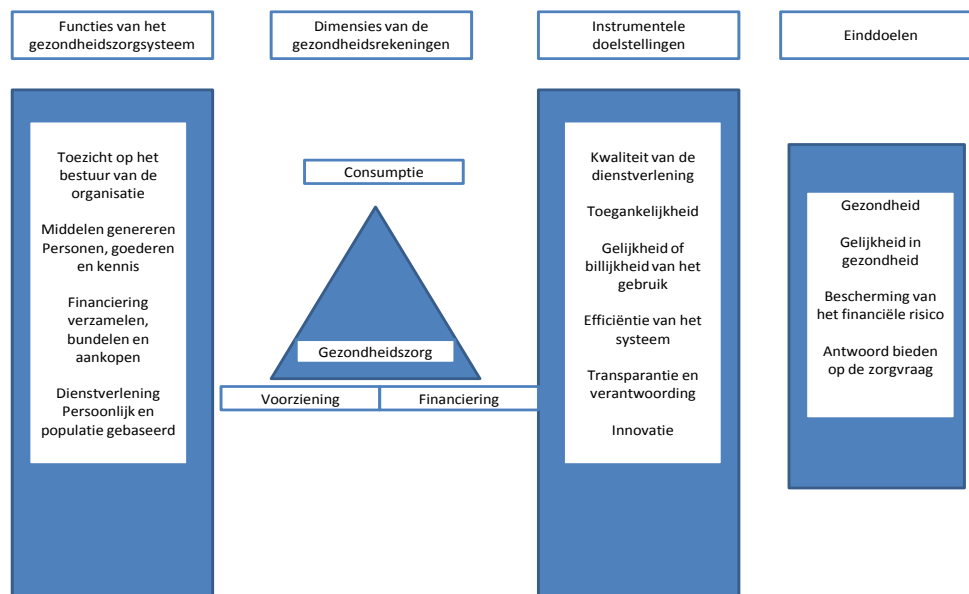 Functies van het
gezondheidszorgsysteem
Dimensies van de
gezondheidsrekeningen
Instrumentele
doelstellingen
Einddoelen
Toezicht op het
bestuur van de
organisatie
Middelen genereren
Personen, goederen
en kennis
Financiering
verzamelen,
bundelen en
aankopen
Dienstverlening
Persoonlijk en
populatie gebaseerd
Consumptie
Gezondheidszorg
Voorziening
Financiering
Kwaliteit van de
dienstverlening
Toegankelijkheid
Gelijkheid of
billijkheid van het
gebruik
Efficiëntie van het
systeem
Transparantie en
verantwoording
Innovatie
Gezondheid
Gelijkheid in
gezondheid
Bescherming van
het financiële risico
Antwoord bieden
op de zorgvraag